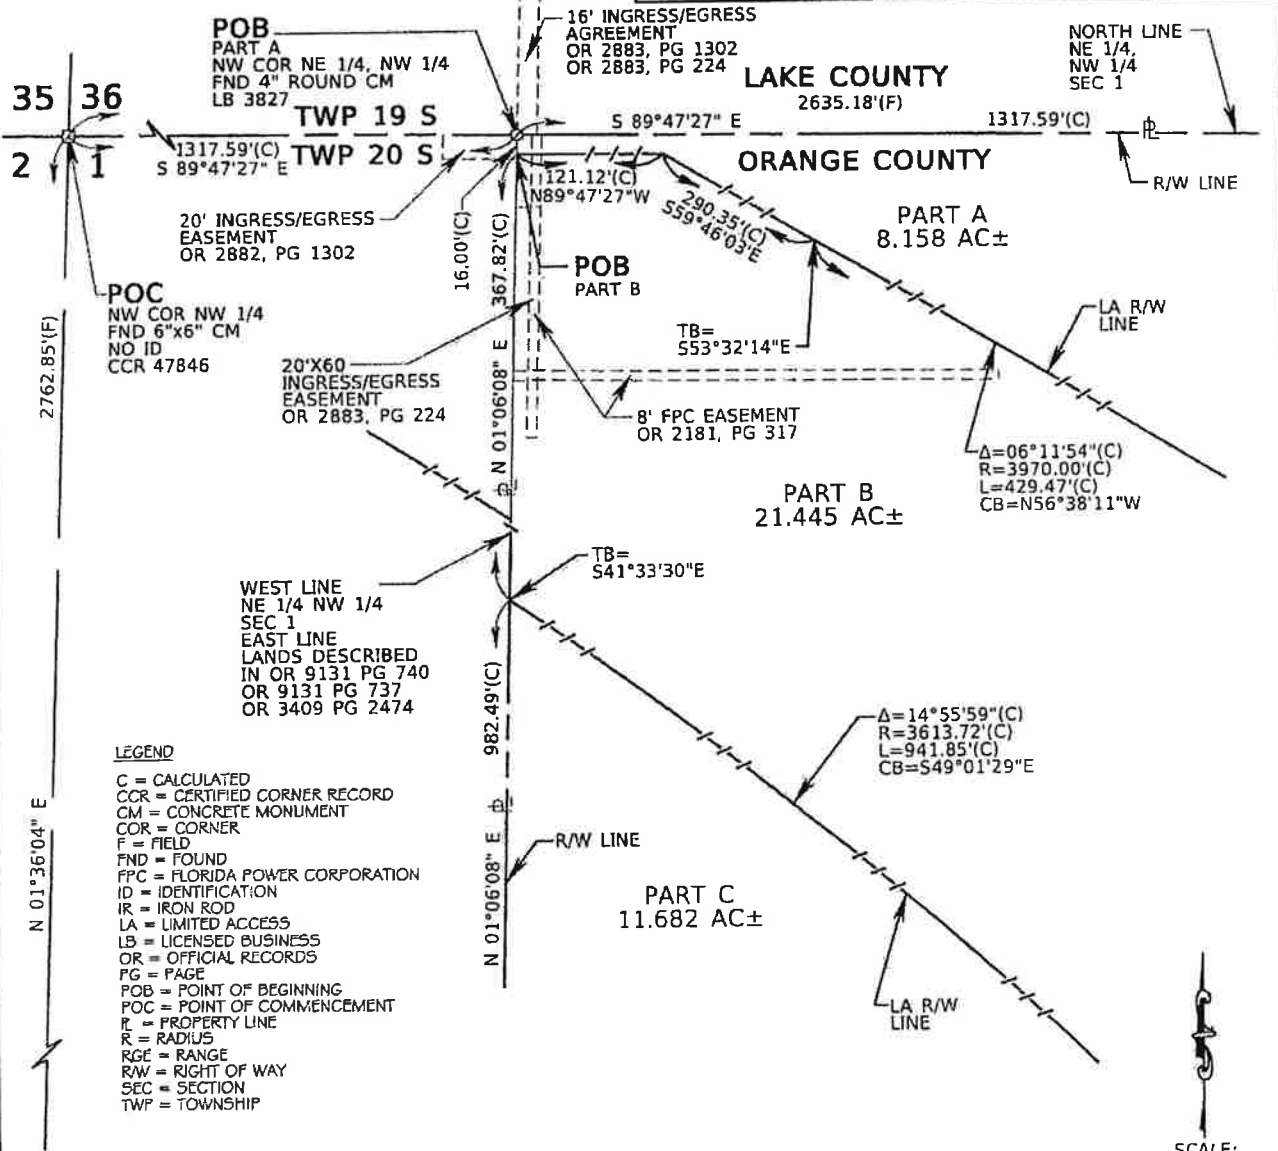 POB
PART A
NW COR NE 1/4, NW 1/4
FND 4" ROUND CM
LB 3827
16' INGRESS/EGRESS
AGREEMENT
OR 2883, PG 1302
OR 2883, PG 224
NORTH LINE
NE 1/4,
NW 1/4
SEC 1
LAKE COUNTY
2635.18'(F)
35 36
2 1
TWP 19 S
TWP 20 S
1317.59'(C)
S 89°47'27" E
S 89°47'27" E
1317.59'(C)
PL
ORANGE COUNTY
R/W LINE
121.12'(C)
N89°47'27"W
290.35'(C)
S59°46'03"E
PART A
8.158 AC±
20' INGRESS/EGRESS
EASEMENT
OR 2882, PG 1302
16.00'(C)
367.82'(C)
N 01°06'08" E
POB
PART B
POC
NW COR NW 1/4
FND 6"x6" CM
NO ID
CCR 47846
2762.85'(F)
TB=
S53°32'14"E
LA R/W
LINE
20'X60
INGRESS/EGRESS
EASEMENT
OR 2883, PG 224
8' FPC EASEMENT
OR 2181, PG 317
Δ=06°11'54"(C)
R=3970.00'(C)
L=429.47'(C)
CB=N56°38'11"W
PART B
21.445 AC±
TB=
S41°33'30"E
WEST LINE
NE 1/4 NW 1/4
SEC 1
EAST LINE
LANDS DESCRIBED
IN OR 9131 PG 740
OR 9131 PG 737
OR 3409 PG 2474
982.49'(C)
N 01°06'08" E
Δ=14°55'59"(C)
R=3613.72'(C)
L=941.85'(C)
CB=S49°01'29"E
R/W LINE
PART C
11.682 AC±
LA R/W
LINE
N 01°36'04" E
LEGEND
C = CALCULATED
CCR = CERTIFIED CORNER RECORD
CM = CONCRETE MONUMENT
COR = CORNER
F = FIELD
FND = FOUND
FPC = FLORIDA POWER CORPORATION
ID = IDENTIFICATION
IR = IRON ROD
LA = LIMITED ACCESS
LB = LICENSED BUSINESS
OR = OFFICIAL RECORDS
PG = PAGE
POB = POINT OF BEGINNING
POC = POINT OF COMMENCEMENT
PL = PROPERTY LINE
R = RADIUS
RGE = RANGE
R/W = RIGHT OF WAY
SEC = SECTION
TWP = TOWNSHIP
SCALE: